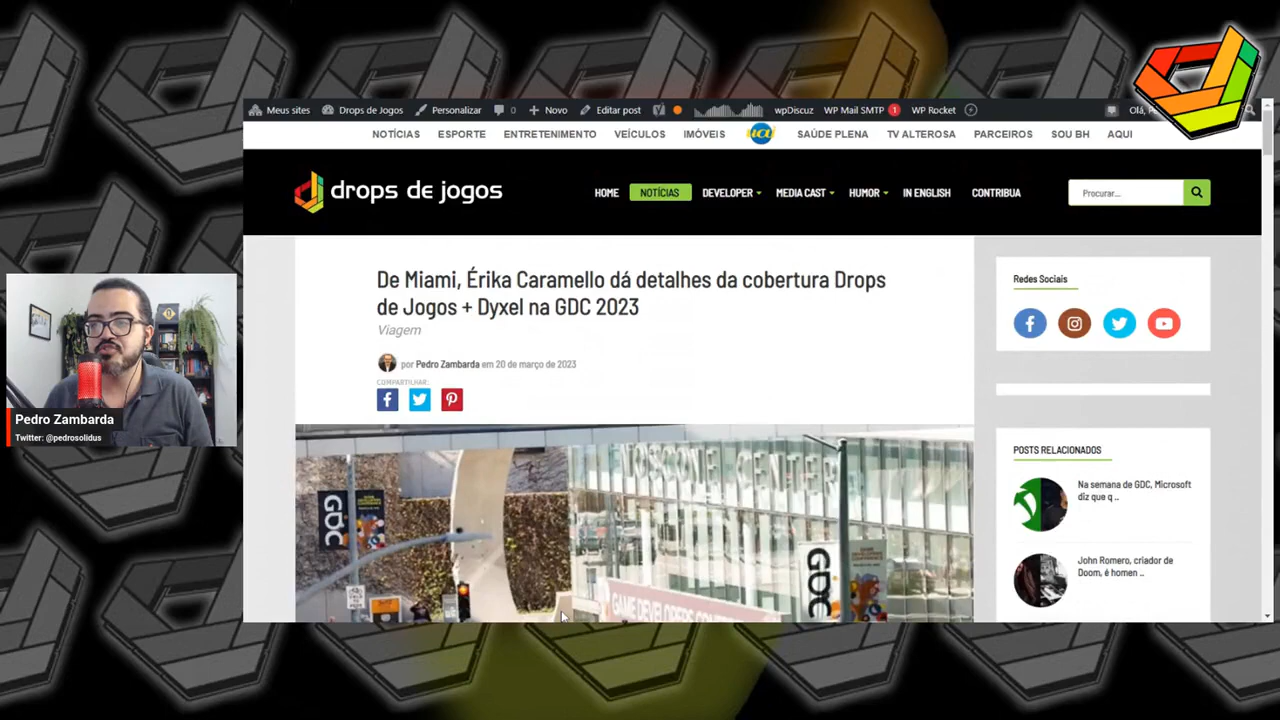 Meus sites
Drops de Jogos
Personalizar
0
Novo
Editar post
wpDiscuz
WP Mail SMTP
1
WP Rocket
NOTÍCIAS
ESPORTE
ENTRETENIMENTO
VEÍCULOS
IMÓVEIS
SAÚDE PLENA
TV ALTEROSA
PARCEIROS
SOU BH
AQUI
drops de jogos
HOME
NOTÍCIAS
DEVELOPER
MEDIA CAST
HUMOR
IN ENGLISH
CONTRIBUA
Procurar...
De Miami, Érika Caramello dá detalhes da cobertura Drops
de Jogos + Dyxel na GDC 2023
Viagem
por Pedro Zambarda em 20 de março de 2023
COMPARTILHAR:
GDC
MOSCONE CENTER
GDC
Redes Sociais
POSTS RELACIONADOS
Na semana de GDC, Microsoft
diz que q ..
John Romero, criador de
Doom, é homen ..
Pedro Zambarda
Twitter: @pedrosolidus